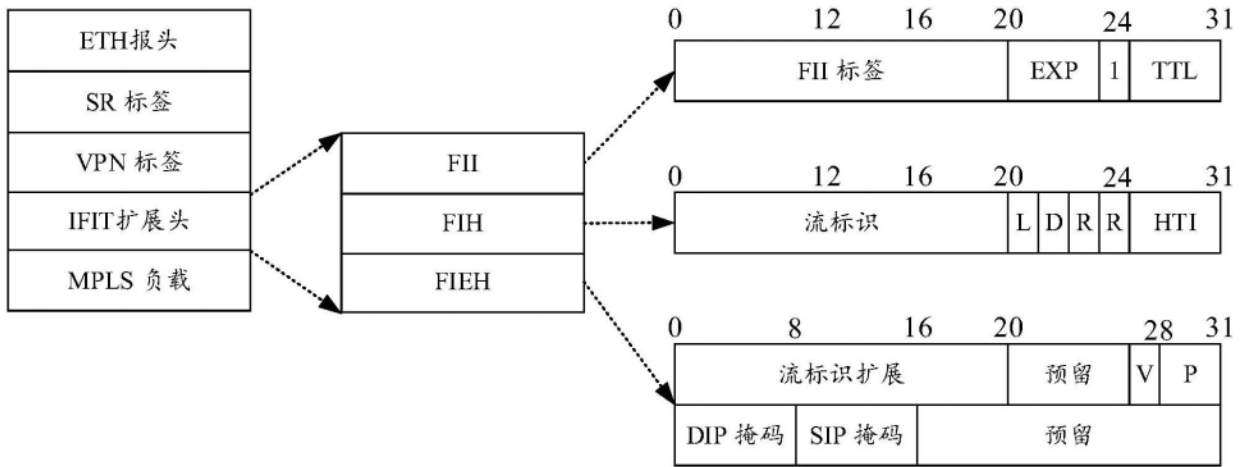 ETH报头
SR 标签
VPN 标签
IFIT扩展头
MPLS 负载
FII
FIH
FIEH
0 12 16 20 24 31
FII 标签 EXP 1 TTL
0 12 16 20 24 31
流标识 L D R R HTI
0 8 16 20 28 31
流标识扩展 预留 V P
DIP 掩码 SIP 掩码 预留